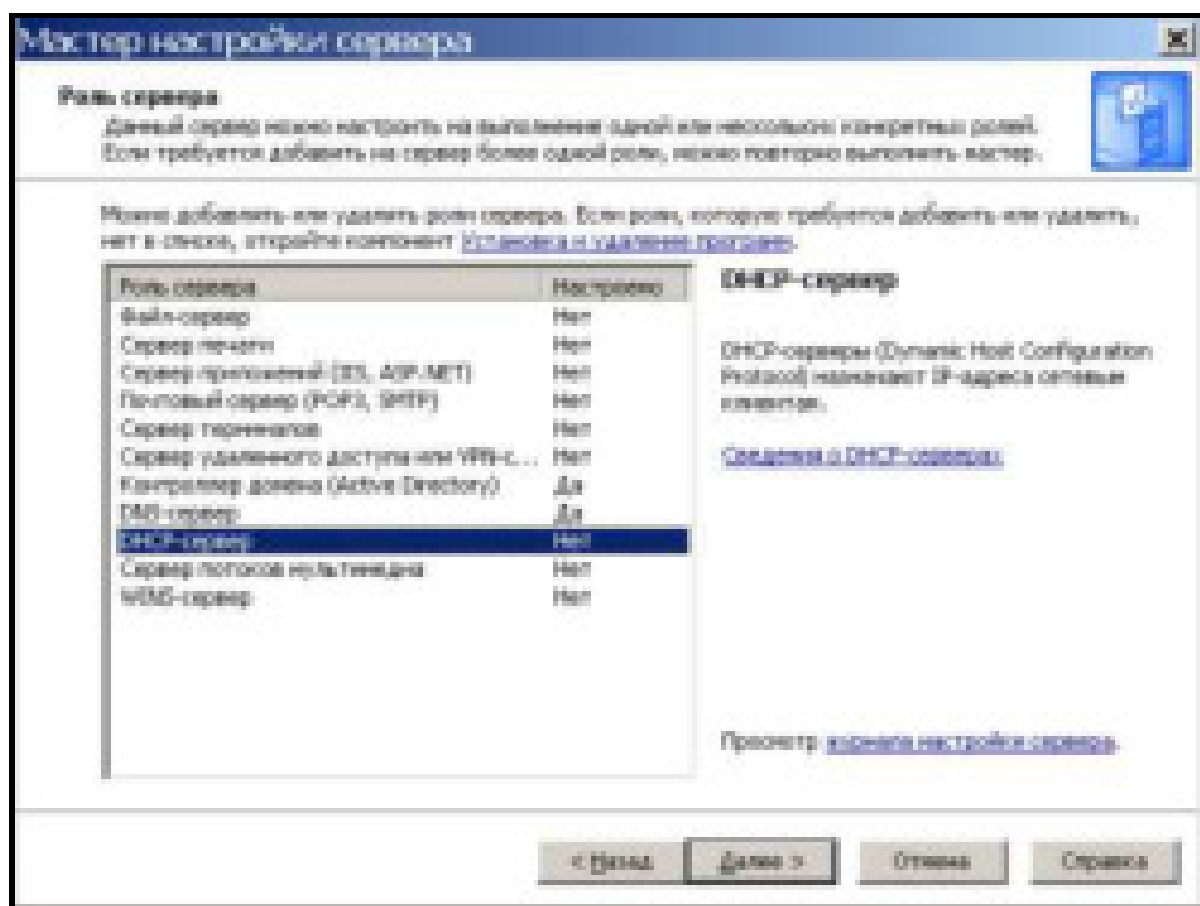 Мастер настройки сервера
Роль сервера
Данный сервер можно настроить на выполнение одной или нескольких конкретных ролей.
Если требуется добавить на сервер более одной роли, можно повторно выполнить мастер.
Можно добавлять или удалять роли сервера. Если роли, которую требуется добавить или удалить,
нет в списке, откройте компонент Установка и удаление программ.
Роль сервера Настроено
Файл-сервер Нет
Сервер печати Нет
Сервер приложений (IIS, ASP.NET) Нет
Почтовый сервер (POP3, SMTP) Нет
Сервер терминалов Нет
Сервер удаленного доступа или VPN-с... Нет
Контроллер домена (Active Directory) Да
DNS-сервер Да
DHCP-сервер Нет
Сервер потоков мультимедиа Нет
WINS-сервер Нет
DHCP-сервер
DHCP-серверы (Dynamic Host Configuration
Protocol) назначают IP-адреса сетевым
клиентам.
Сведения о DHCP-серверах
Просмотр журнала настройки сервера.
< Назад Далее > Отмена Справка